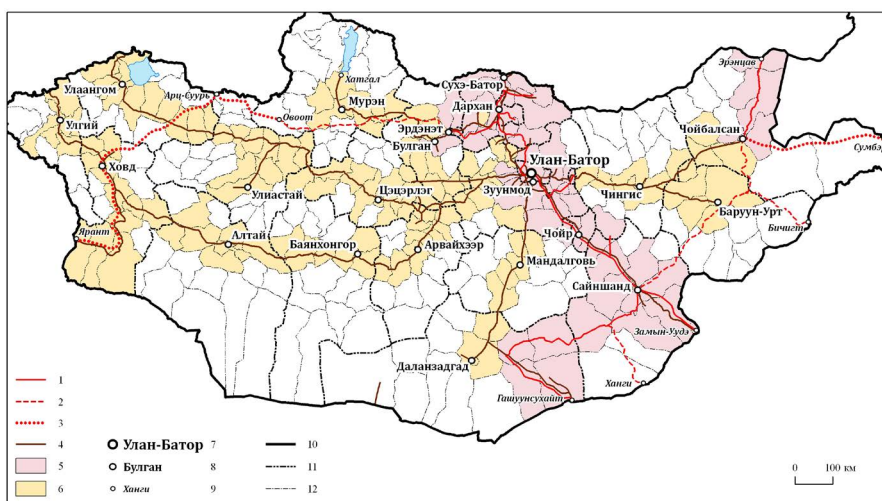 Эрэнцав
Хатгал
Сухэ-Батор
Улаангом
Арц-Суурь
Дархан
Овоот
Мурэн
Улгий
Эрдэнэт
Чойбалсан
Булган
Сумбэр
Ховд
Улан-Батор
Цэцэрлэг
Зуунмод
Чингис
Улиастай
Баруун-Урт
Ярант
Бичигт
Алтай
Баянхонгор
Арвайхээр
Чойр
Мандалговь
Сайншанд
Замын-Уудэ
Даланзадгад
Ханги
Гашуунсухайт
1
2
3
4 Улан-Батор 7 10
5 Булган 8 11
6 Ханги 9 12
0 100 км